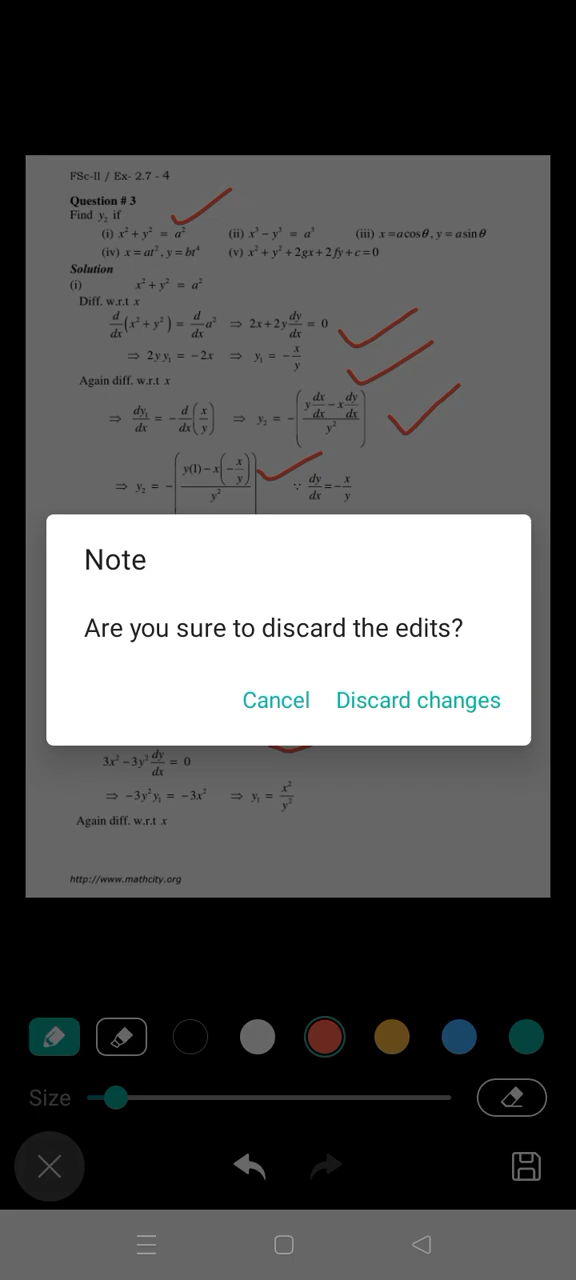 FSc-II / Ex- 2.7 - 4
Question # 3
Find y₂ if
(i) x² + y² = a² (ii) x³ − y³ = a³ (iii) x = a cosθ, y = a sinθ
(iv) x = at², y = bt⁴ (v) x² + y² + 2gx + 2fy + c = 0
Solution
(i) x² + y² = a²
Diff. w.r.t x
d/dx (x² + y²) = d/dx a² ⇒ 2x + 2y dy/dx = 0
⇒ 2yy₁ = −2x ⇒ y₁ = − x/y
Again diff. w.r.t x
⇒ dy₁/dx = − d/dx (x/y) ⇒ y₂ = − ( (y dx/dx − x dy/dx) / y² )
⇒ y₂ = − ( (y(1) − x(− x/y)) / y² ) ∵ dy/dx = − x/y
Note
Are you sure to discard the edits?
Cancel Discard changes
3x² − 3y² dy/dx = 0
⇒ −3y² y₁ = −3x² ⇒ y₁ = x²/y²
Again diff. w.r.t x
http://www.mathcity.org
Size